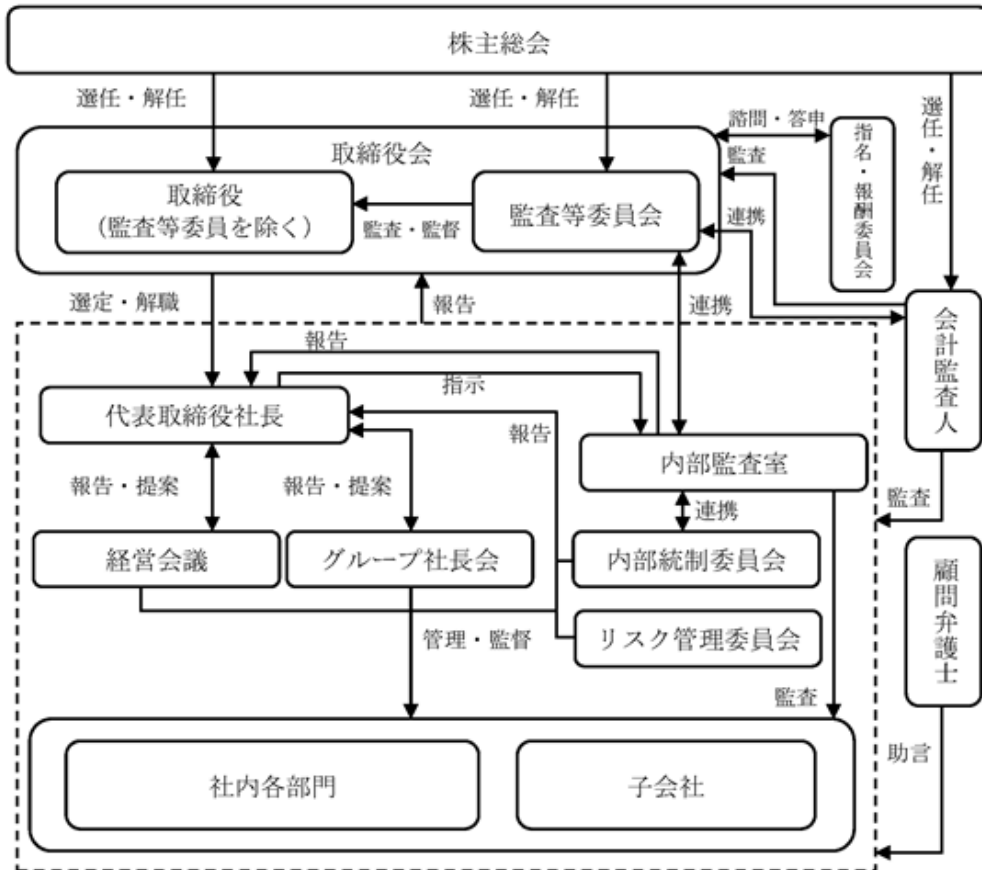 株主総会
選任・解任
選任・解任
選任・解任
諮問・答申
取締役会
監査
指名・報酬委員会
取締役
（監査等委員を除く）
監査等委員会
監査・監督
連携
選定・解職
報告
連携
会計監査人
報告
指示
代表取締役社長
報告
内部監査室
報告・提案
報告・提案
連携
監査
経営会議
グループ社長会
内部統制委員会
顧問弁護士
管理・監督
リスク管理委員会
監査
助言
社内各部門
子会社